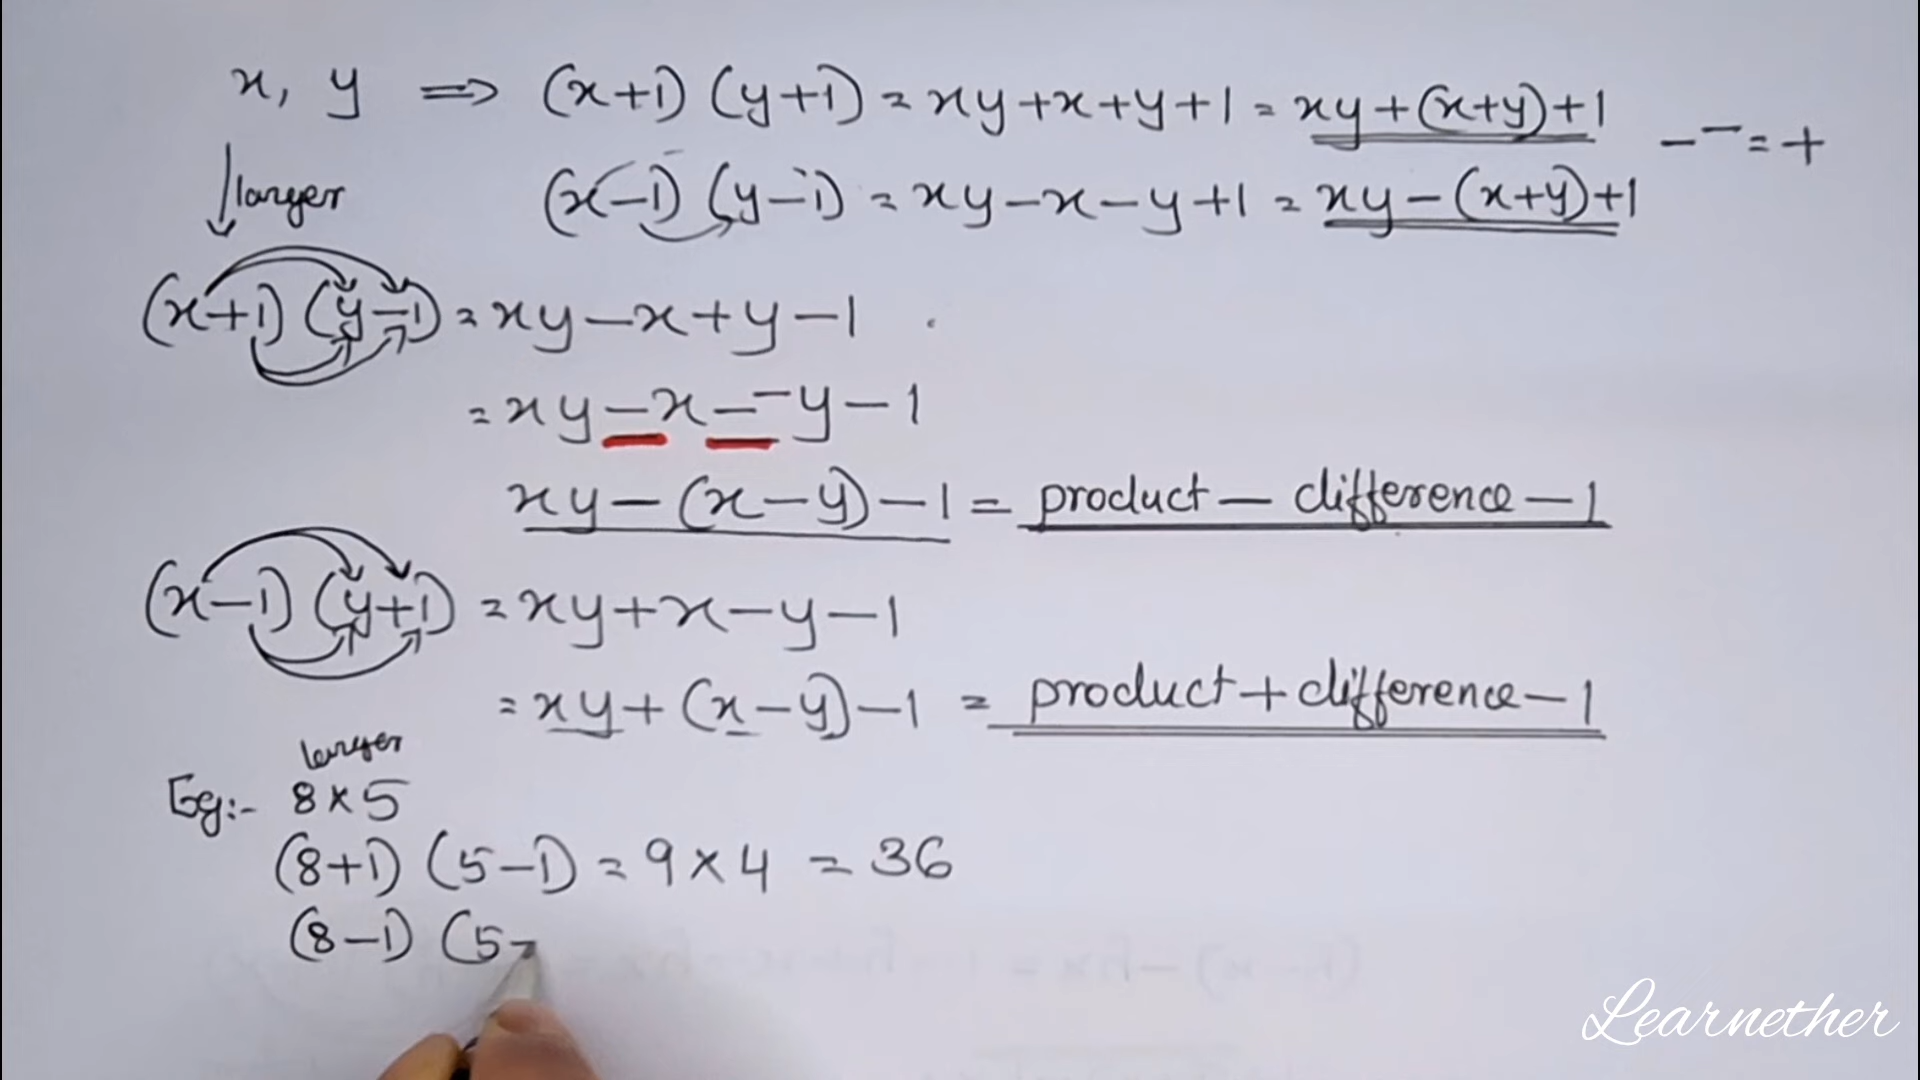 x, y ⇒ (x+1) (y+1) = xy+x+y+1 = xy+(x+y)+1
- - = +
larger
(x-1) (y-1) = xy-x-y+1 = xy-(x+y)+1
(x+1) (y-1) = xy-x+y-1
= xy-x--y-1
xy-(x-y)-1 = product - difference - 1
(x-1) (y+1) = xy+x-y-1
= xy+(x-y)-1 = product + difference - 1
larger
Eg:- 8×5
(8+1) (5-1) = 9×4 = 36
(8-1) (5-
Learnether